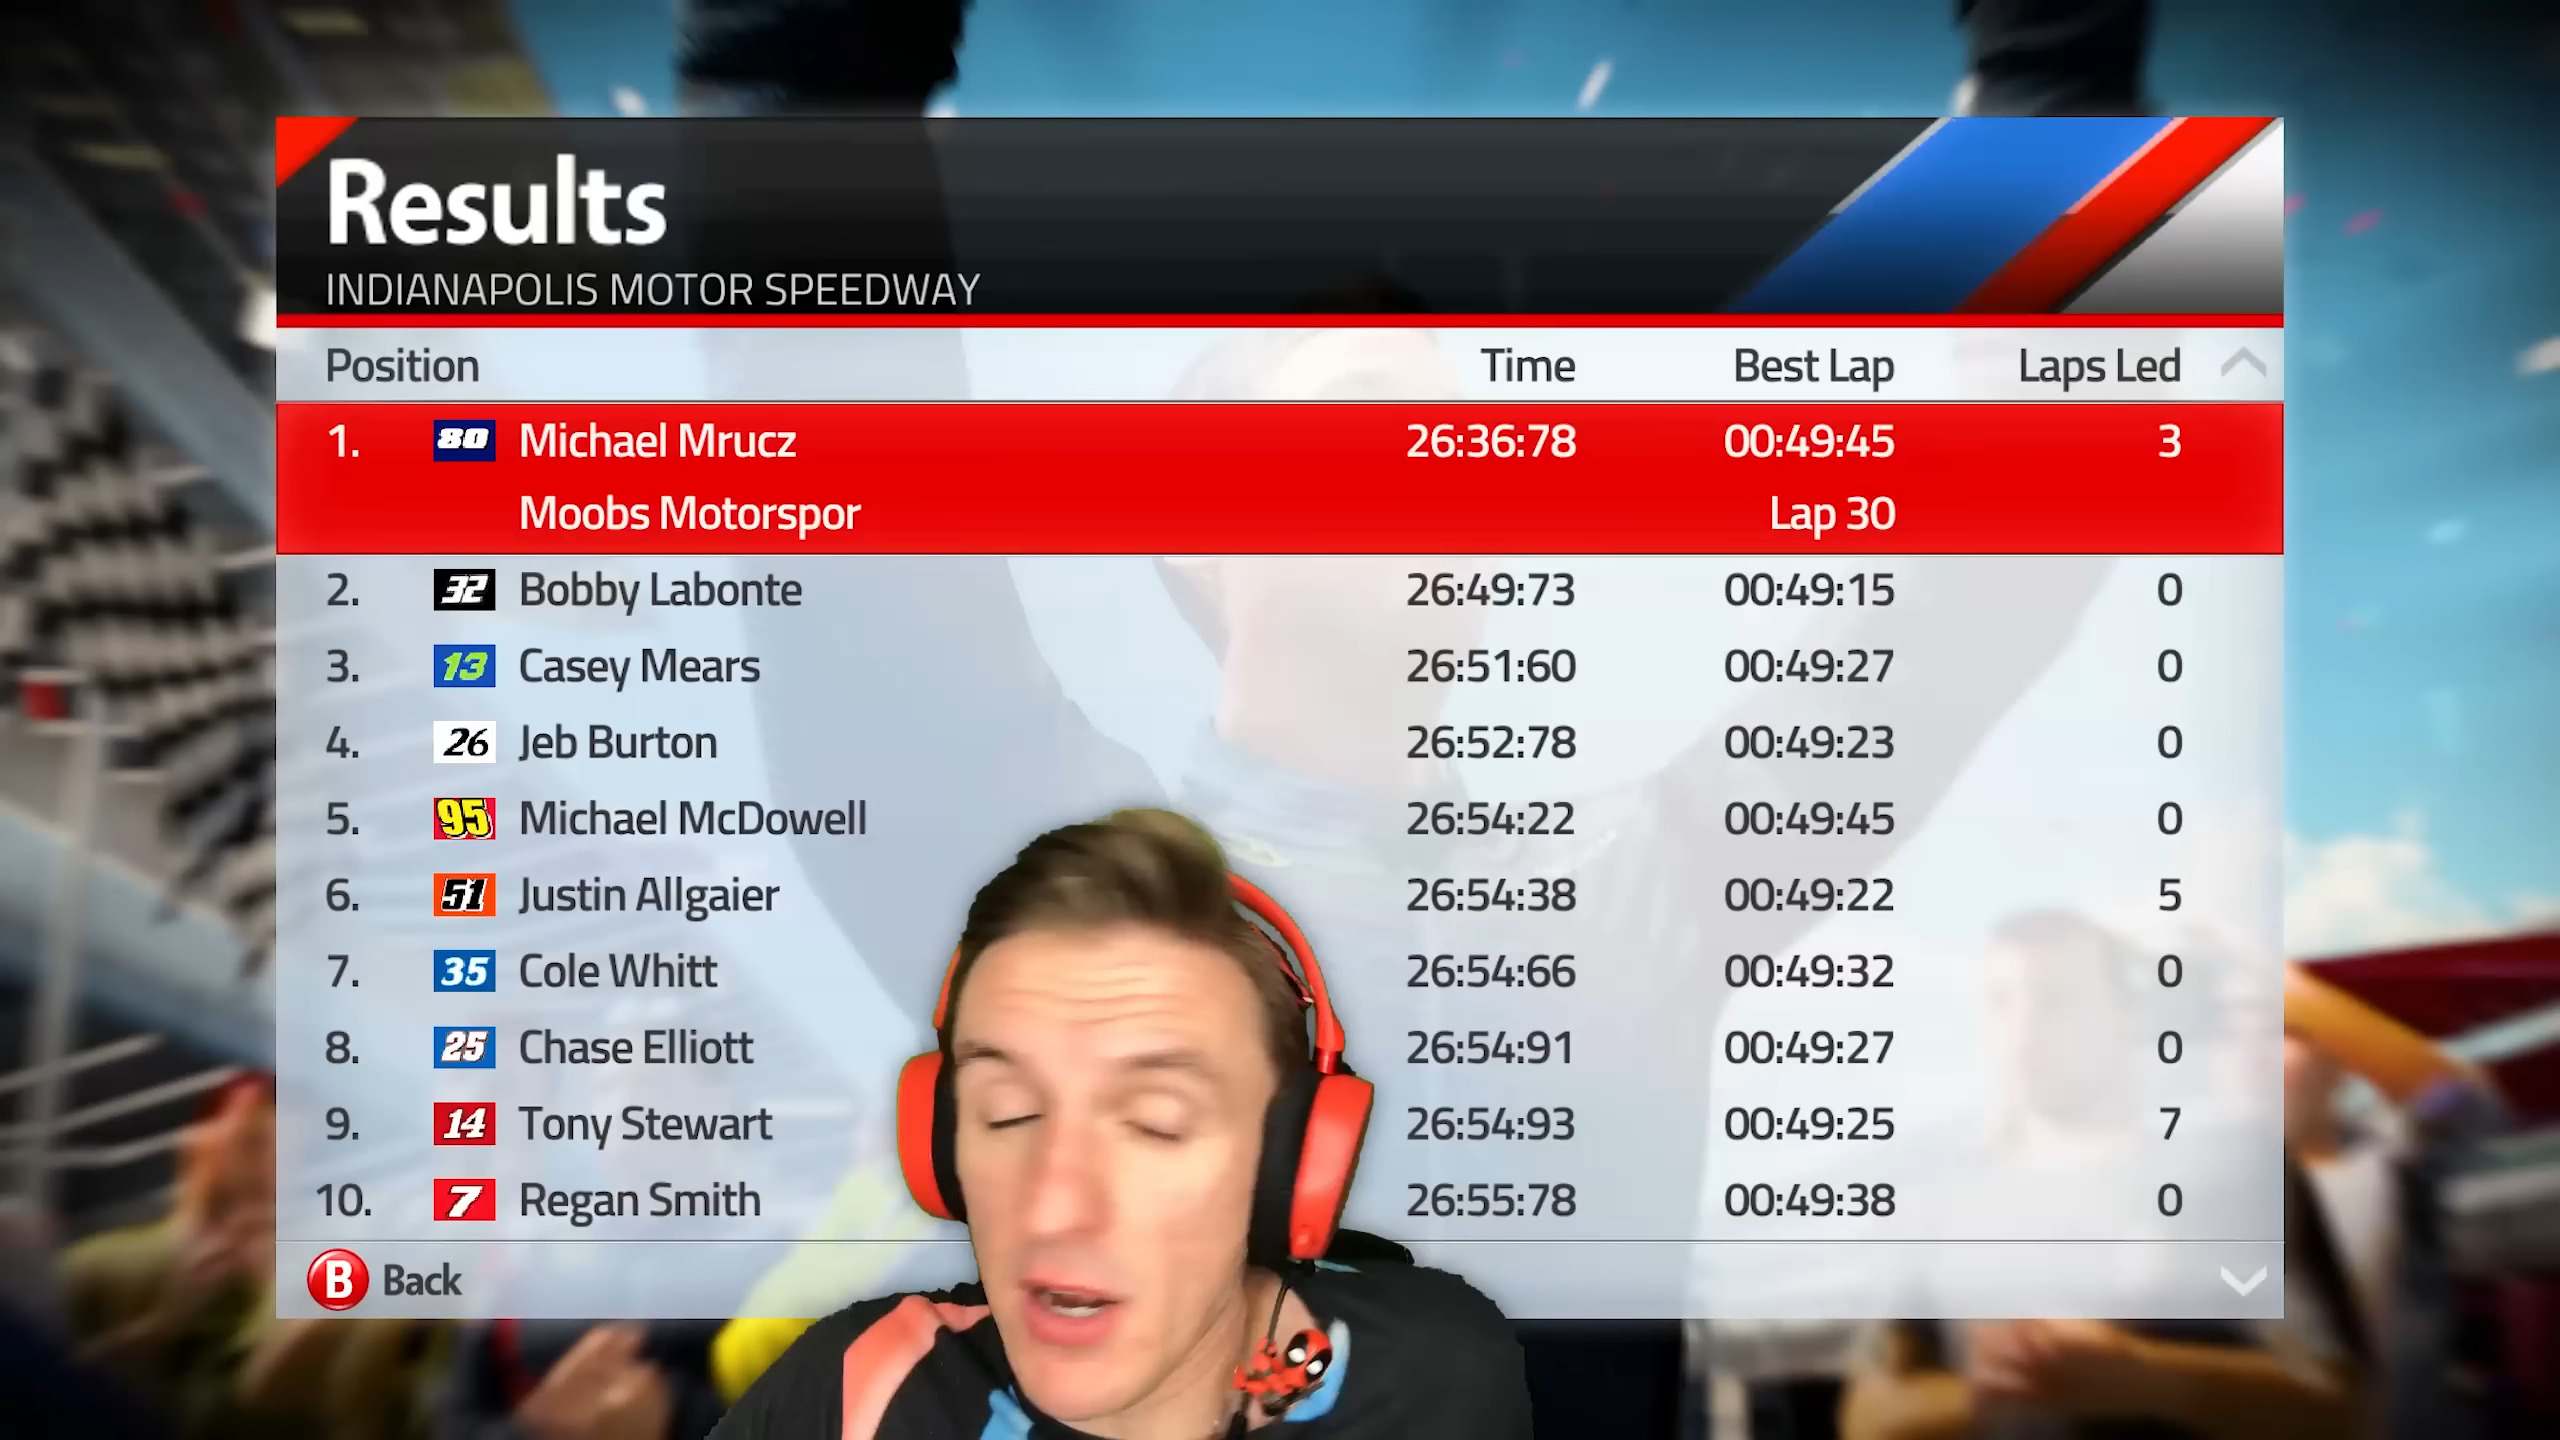 Results
INDIANAPOLIS MOTOR SPEEDWAY
Position Time Best Lap Laps Led
1. 80 Michael Mrucz 26:36:78 00:49:45 3
Moobs Motorspor Lap 30
2. 32 Bobby Labonte 26:49:73 00:49:15 0
3. 13 Casey Mears 26:51:60 00:49:27 0
4. 26 Jeb Burton 26:52:78 00:49:23 0
5. 95 Michael McDowell 26:54:22 00:49:45 0
6. 51 Justin Allgaier 26:54:38 00:49:22 5
7. 35 Cole Whitt 26:54:66 00:49:32 0
8. 25 Chase Elliott 26:54:91 00:49:27 0
9. 14 Tony Stewart 26:54:93 00:49:25 7
10. 7 Regan Smith 26:55:78 00:49:38 0
B Back